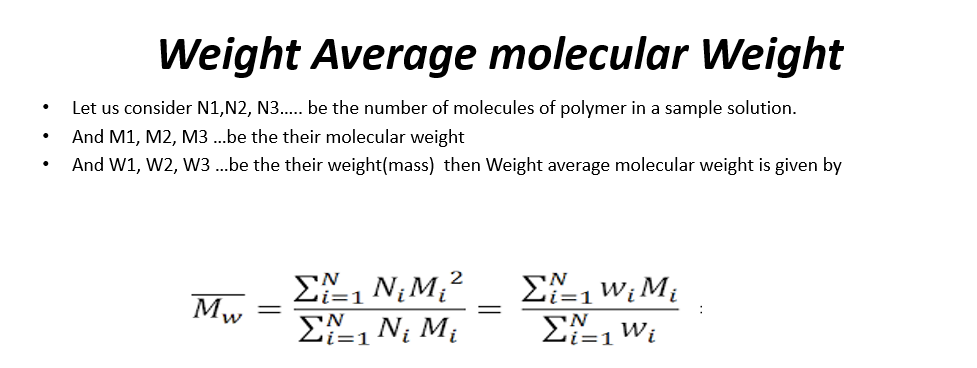 Weight Average molecular Weight
• Let us consider N1,N2, N3..... be the number of molecules of polymer in a sample solution.
• And M1, M2, M3 ...be the their molecular weight
• And W1, W2, W3 ...be the their weight(mass)  then Weight average molecular weight is given by
\overline{M_w} = \frac{\sum_{i=1}^{N} N_i M_i^2}{\sum_{i=1}^{N} N_i M_i} = \frac{\sum_{i=1}^{N} w_i M_i}{\sum_{i=1}^{N} w_i} :